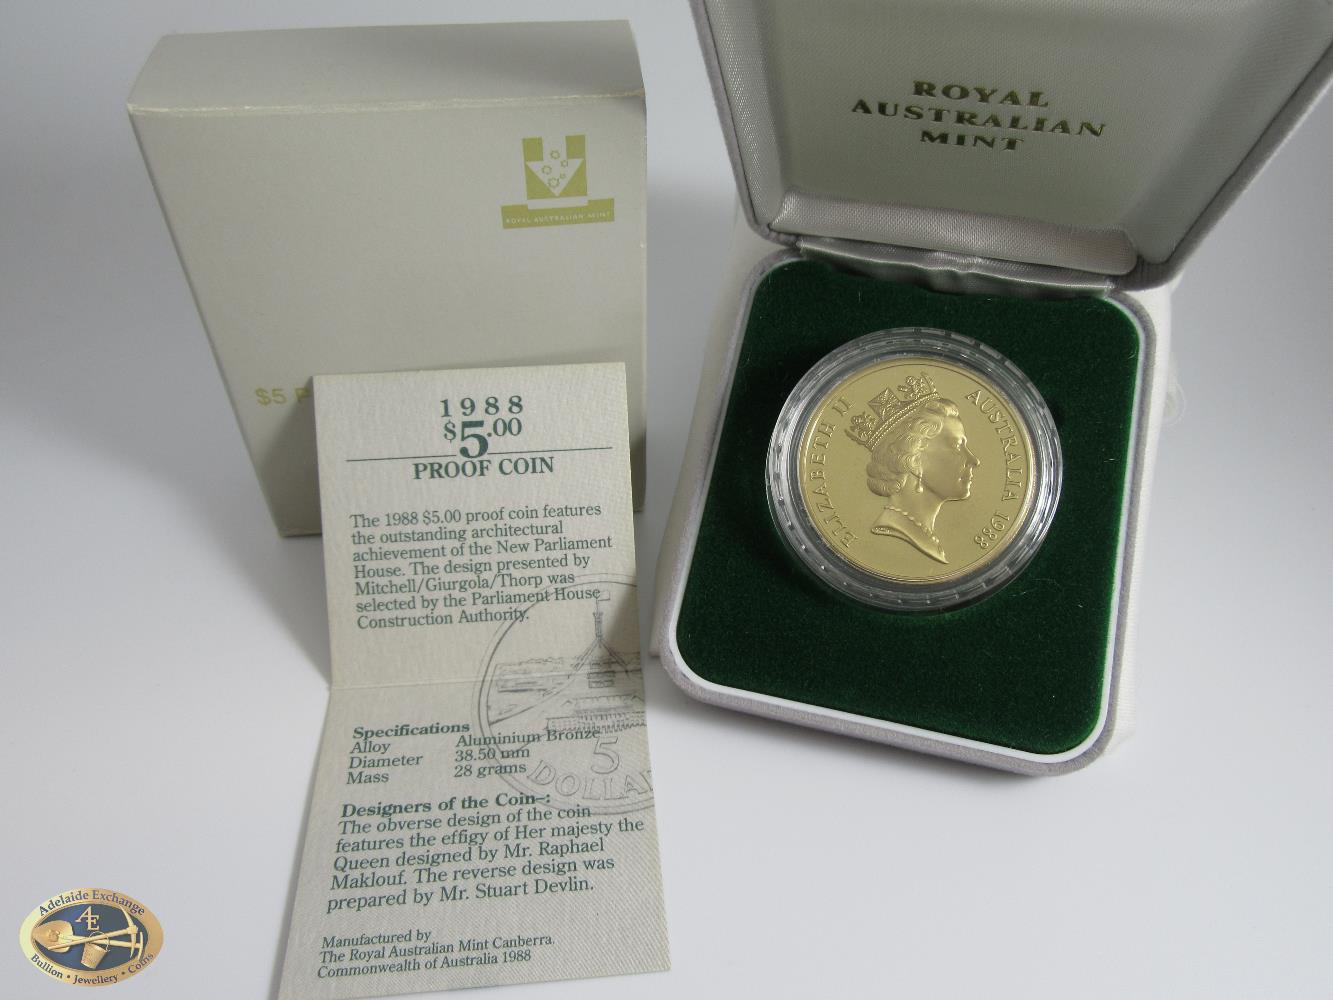 ROYAL
AUSTRALIAN
MINT
ROYAL AUSTRALIAN MINT
$5 P
1988
$5.00
PROOF COIN
The 1988 $5.00 proof coin features
the outstanding architectural
achievement of the New Parliament
House. The design presented by
Mitchell/Giurgola/Thorp was
selected by the Parliament House
Construction Authority.
Specifications
Alloy Aluminium Bronze
Diameter 38.50 mm
Mass 28 grams
5
DOLLA
Designers of the Coin–:
The obverse design of the coin
features the effigy of Her majesty the
Queen designed by Mr. Raphael
Maklouf. The reverse design was
prepared by Mr. Stuart Devlin.
Manufactured by
The Royal Australian Mint Canberra.
Commonwealth of Australia 1988
ELIZABETH II AUSTRALIA 1988
Adelaide Exchange
AE
Bullion • Jewellery • Coins